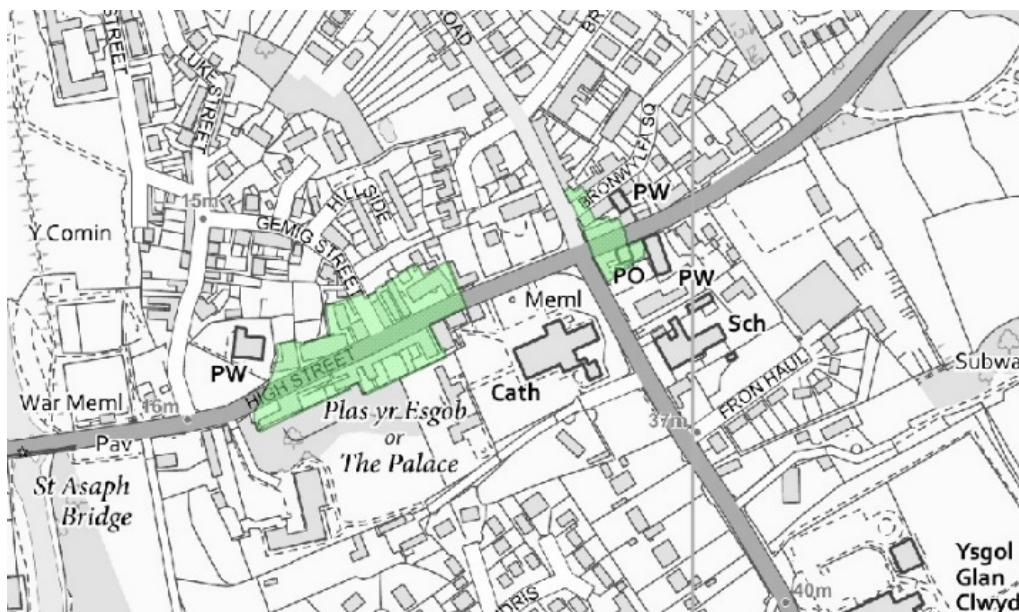 STREET
LUKE STREET
ROAD
BRONWYLFA SQ
PW
15m
HILLSIDE
GEMIG STREET
Y Comin
PO
PW
Meml
Sch
PW
HIGH STREET
Cath
FRON HAUL
Subwa
War Meml
16m
Plas yr Esgob
or
The Palace
37m
Pav
St Asaph
Bridge
Ysgol
Glan
Clwyd
40m